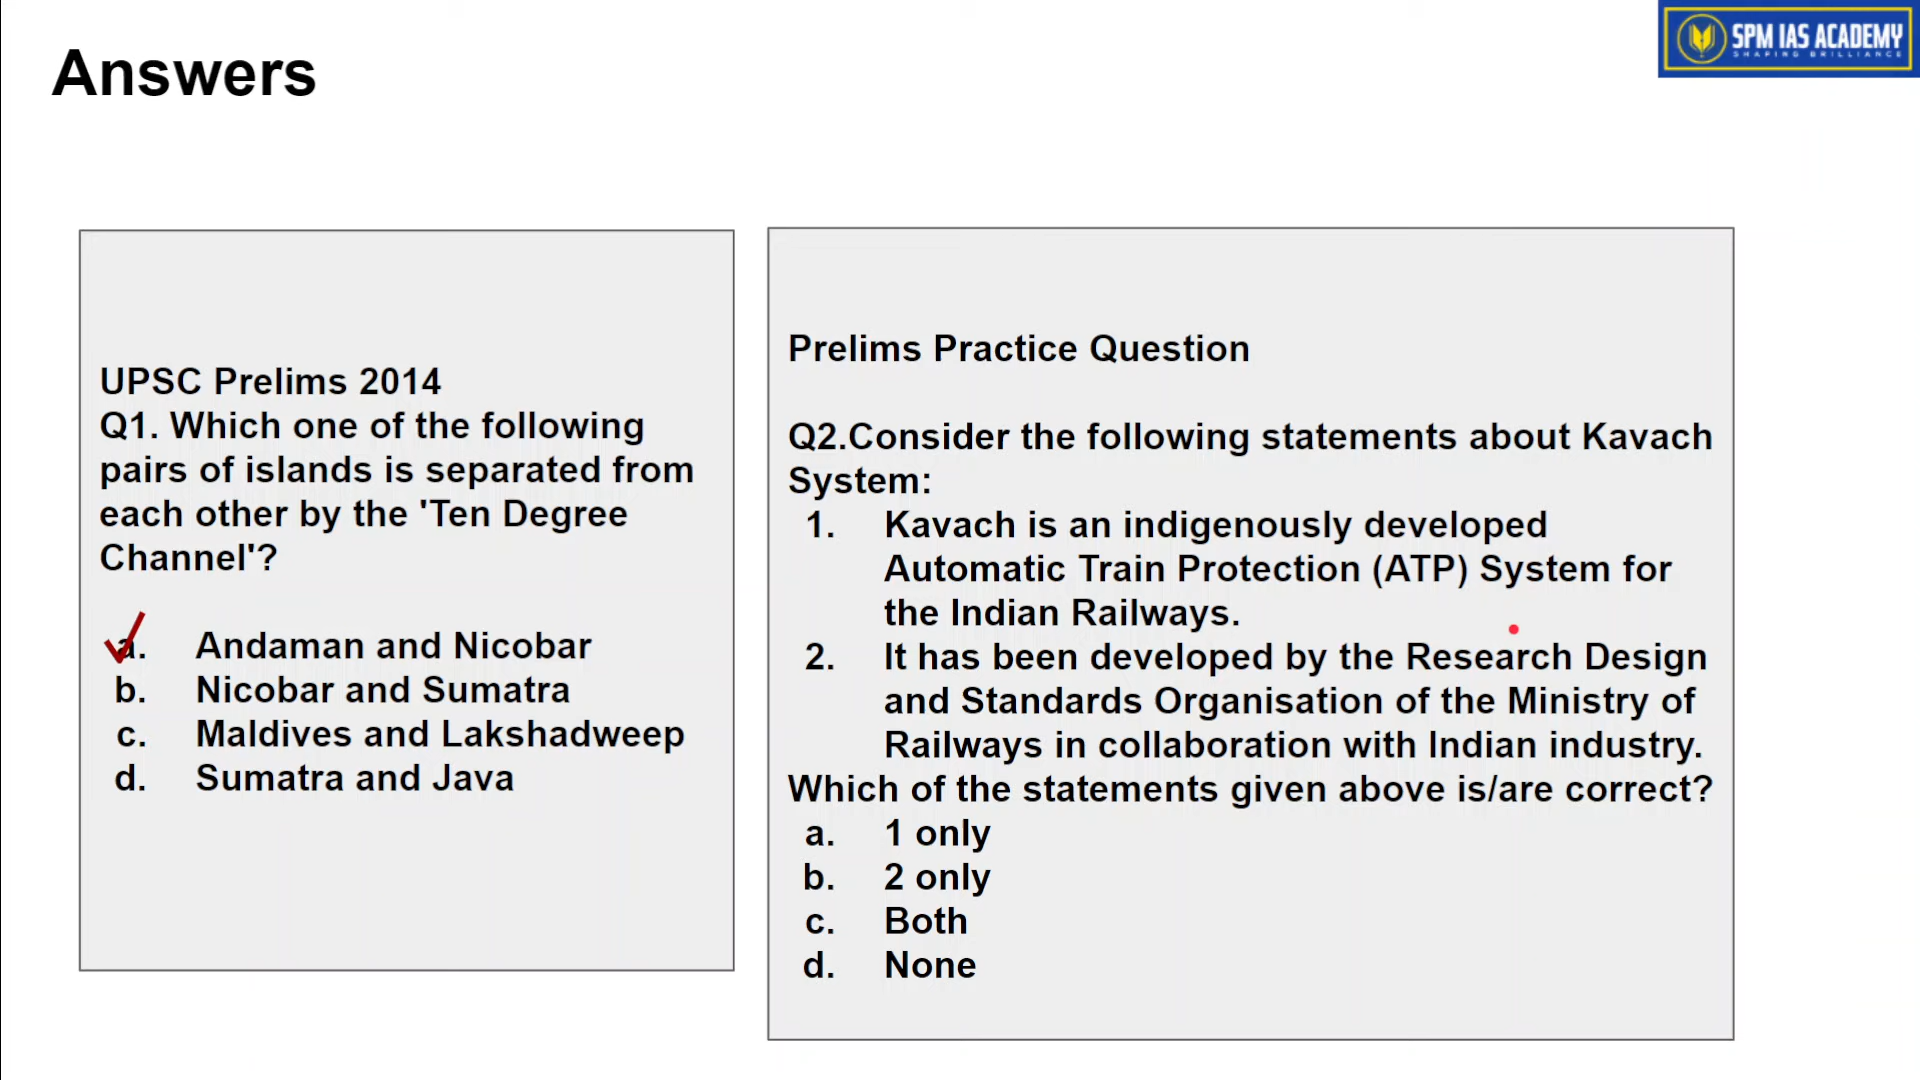 Answers
SPM IAS ACADEMY
SHAPING BRILLIANCE
UPSC Prelims 2014
Q1. Which one of the following
pairs of islands is separated from
each other by the 'Ten Degree
Channel'?
a. Andaman and Nicobar
b. Nicobar and Sumatra
c. Maldives and Lakshadweep
d. Sumatra and Java
Prelims Practice Question
Q2.Consider the following statements about Kavach
System:
1. Kavach is an indigenously developed
Automatic Train Protection (ATP) System for
the Indian Railways.
2. It has been developed by the Research Design
and Standards Organisation of the Ministry of
Railways in collaboration with Indian industry.
Which of the statements given above is/are correct?
a. 1 only
b. 2 only
c. Both
d. None